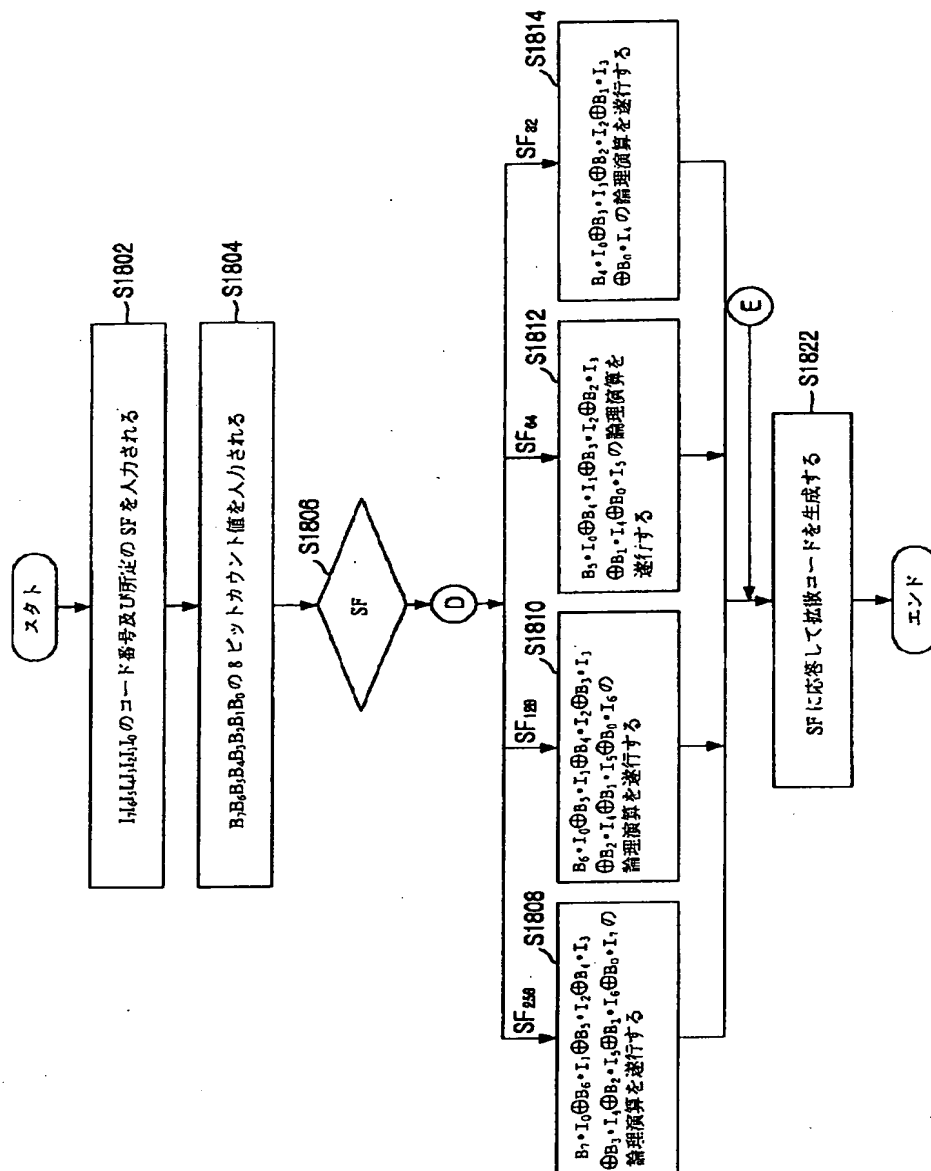 スタト
I₇I₆I₅I₄I₃I₂I₁I₀のコード番号及び所定のSFを入力される
S1802
B₇B₆B₅B₄B₃B₂B₁B₀の8ビットカウント値を入力される
S1804
SF
S1806
D
SF₂₅₆
S1808
B₇•I₀⊕B₆•I₁⊕B₅•I₂⊕B₄•I₃
⊕B₃•I₄⊕B₂•I₅⊕B₁•I₆⊕B₀•I₇の
論理演算を遂行する
SF₁₂₈
S1810
B₆•I₀⊕B₅•I₁⊕B₄•I₂⊕B₃•I₃
⊕B₂•I₄⊕B₁•I₅⊕B₀•I₆の
論理演算を遂行する
SF₆₄
S1812
B₅•I₀⊕B₄•I₁⊕B₃•I₂⊕B₂•I₃
⊕B₁•I₄⊕B₀•I₅の論理演算を
遂行する
SF₃₂
S1814
B₄•I₀⊕B₃•I₁⊕B₂•I₂⊕B₁•I₃
⊕B₀•I₄の論理演算を遂行する
E
SFに応答して拡散コードを生成する
S1822
エンド